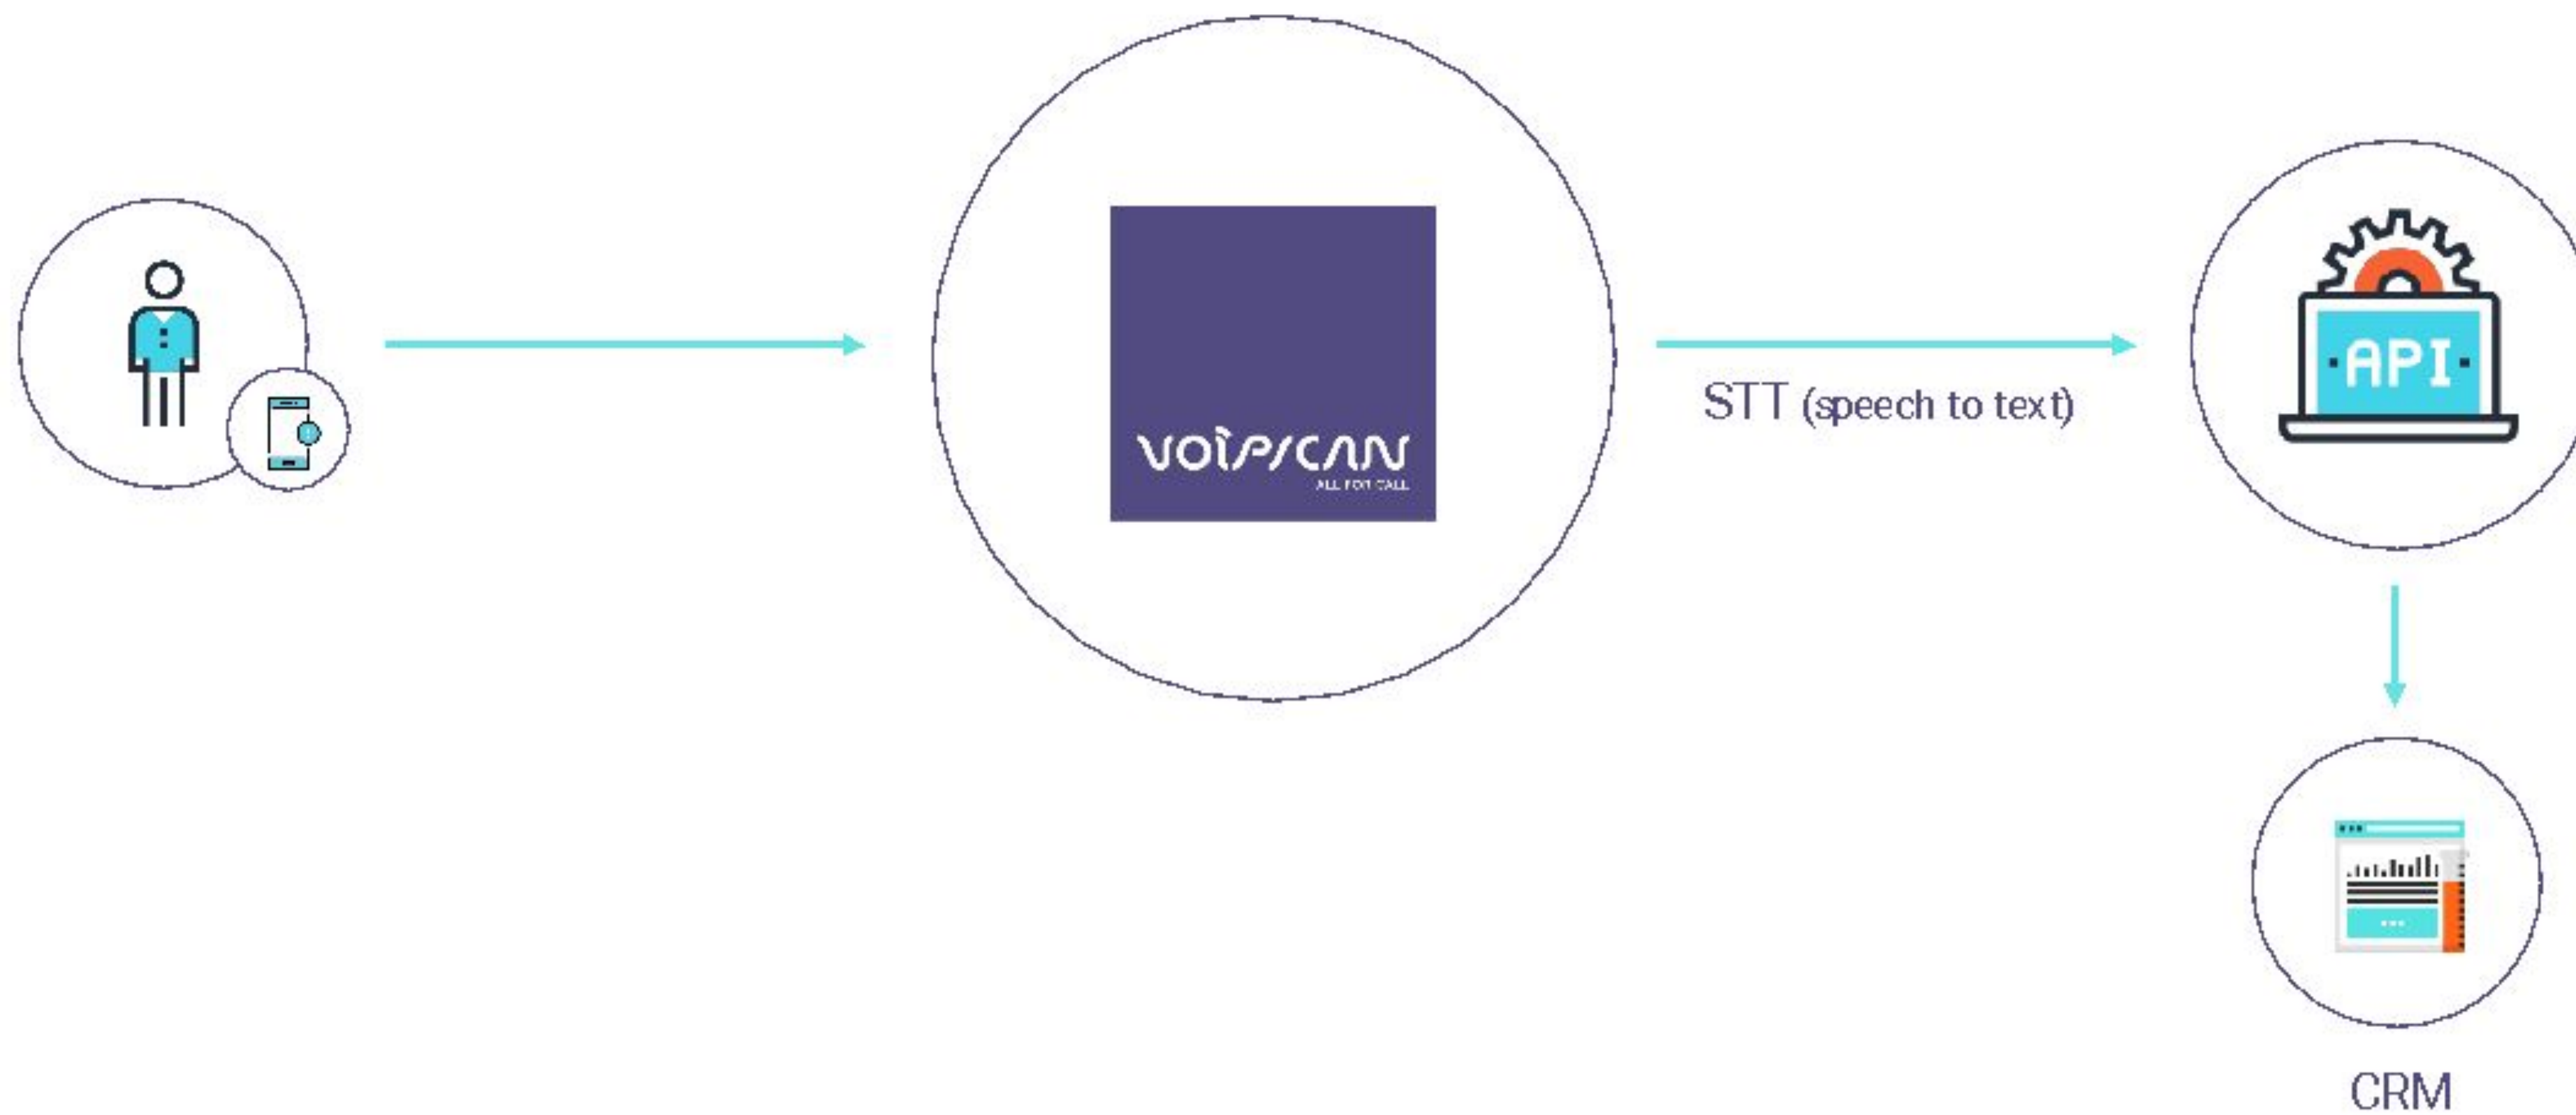 VOIPSCAN
ALL FOR CALL
STT (speech to text)
API
CRM